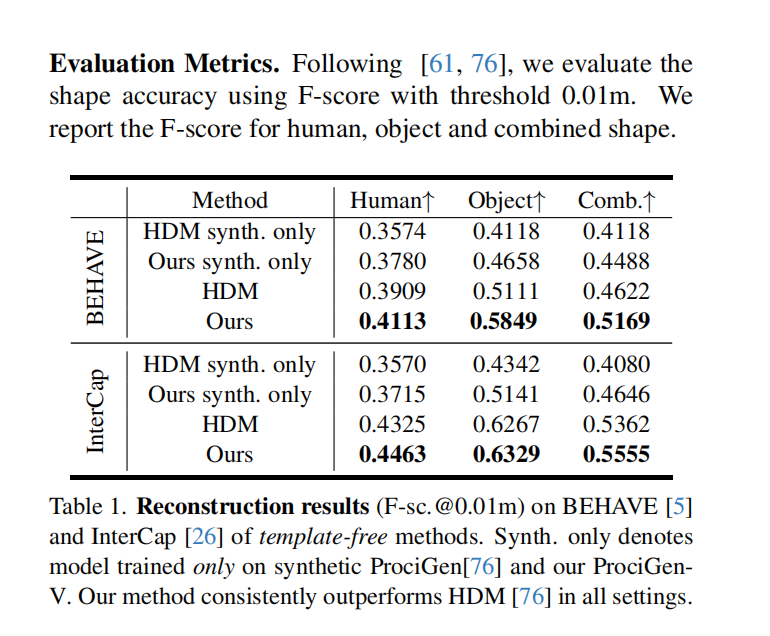 Evaluation Metrics. Following [61, 76], we evaluate the
shape accuracy using F-score with threshold 0.01m. We
report the F-score for human, object and combined shape.
Method Human↑ Object↑ Comb.↑
BEHAVE
HDM synth. only 0.3574 0.4118 0.4118
Ours synth. only 0.3780 0.4658 0.4488
HDM 0.3909 0.5111 0.4622
Ours 0.4113 0.5849 0.5169
InterCap
HDM synth. only 0.3570 0.4342 0.4080
Ours synth. only 0.3715 0.5141 0.4646
HDM 0.4325 0.6267 0.5362
Ours 0.4463 0.6329 0.5555
Table 1. Reconstruction results (F-sc.@0.01m) on BEHAVE [5]
and InterCap [26] of template-free methods. Synth. only denotes
model trained only on synthetic ProciGen[76] and our ProciGen-
V. Our method consistently outperforms HDM [76] in all settings.